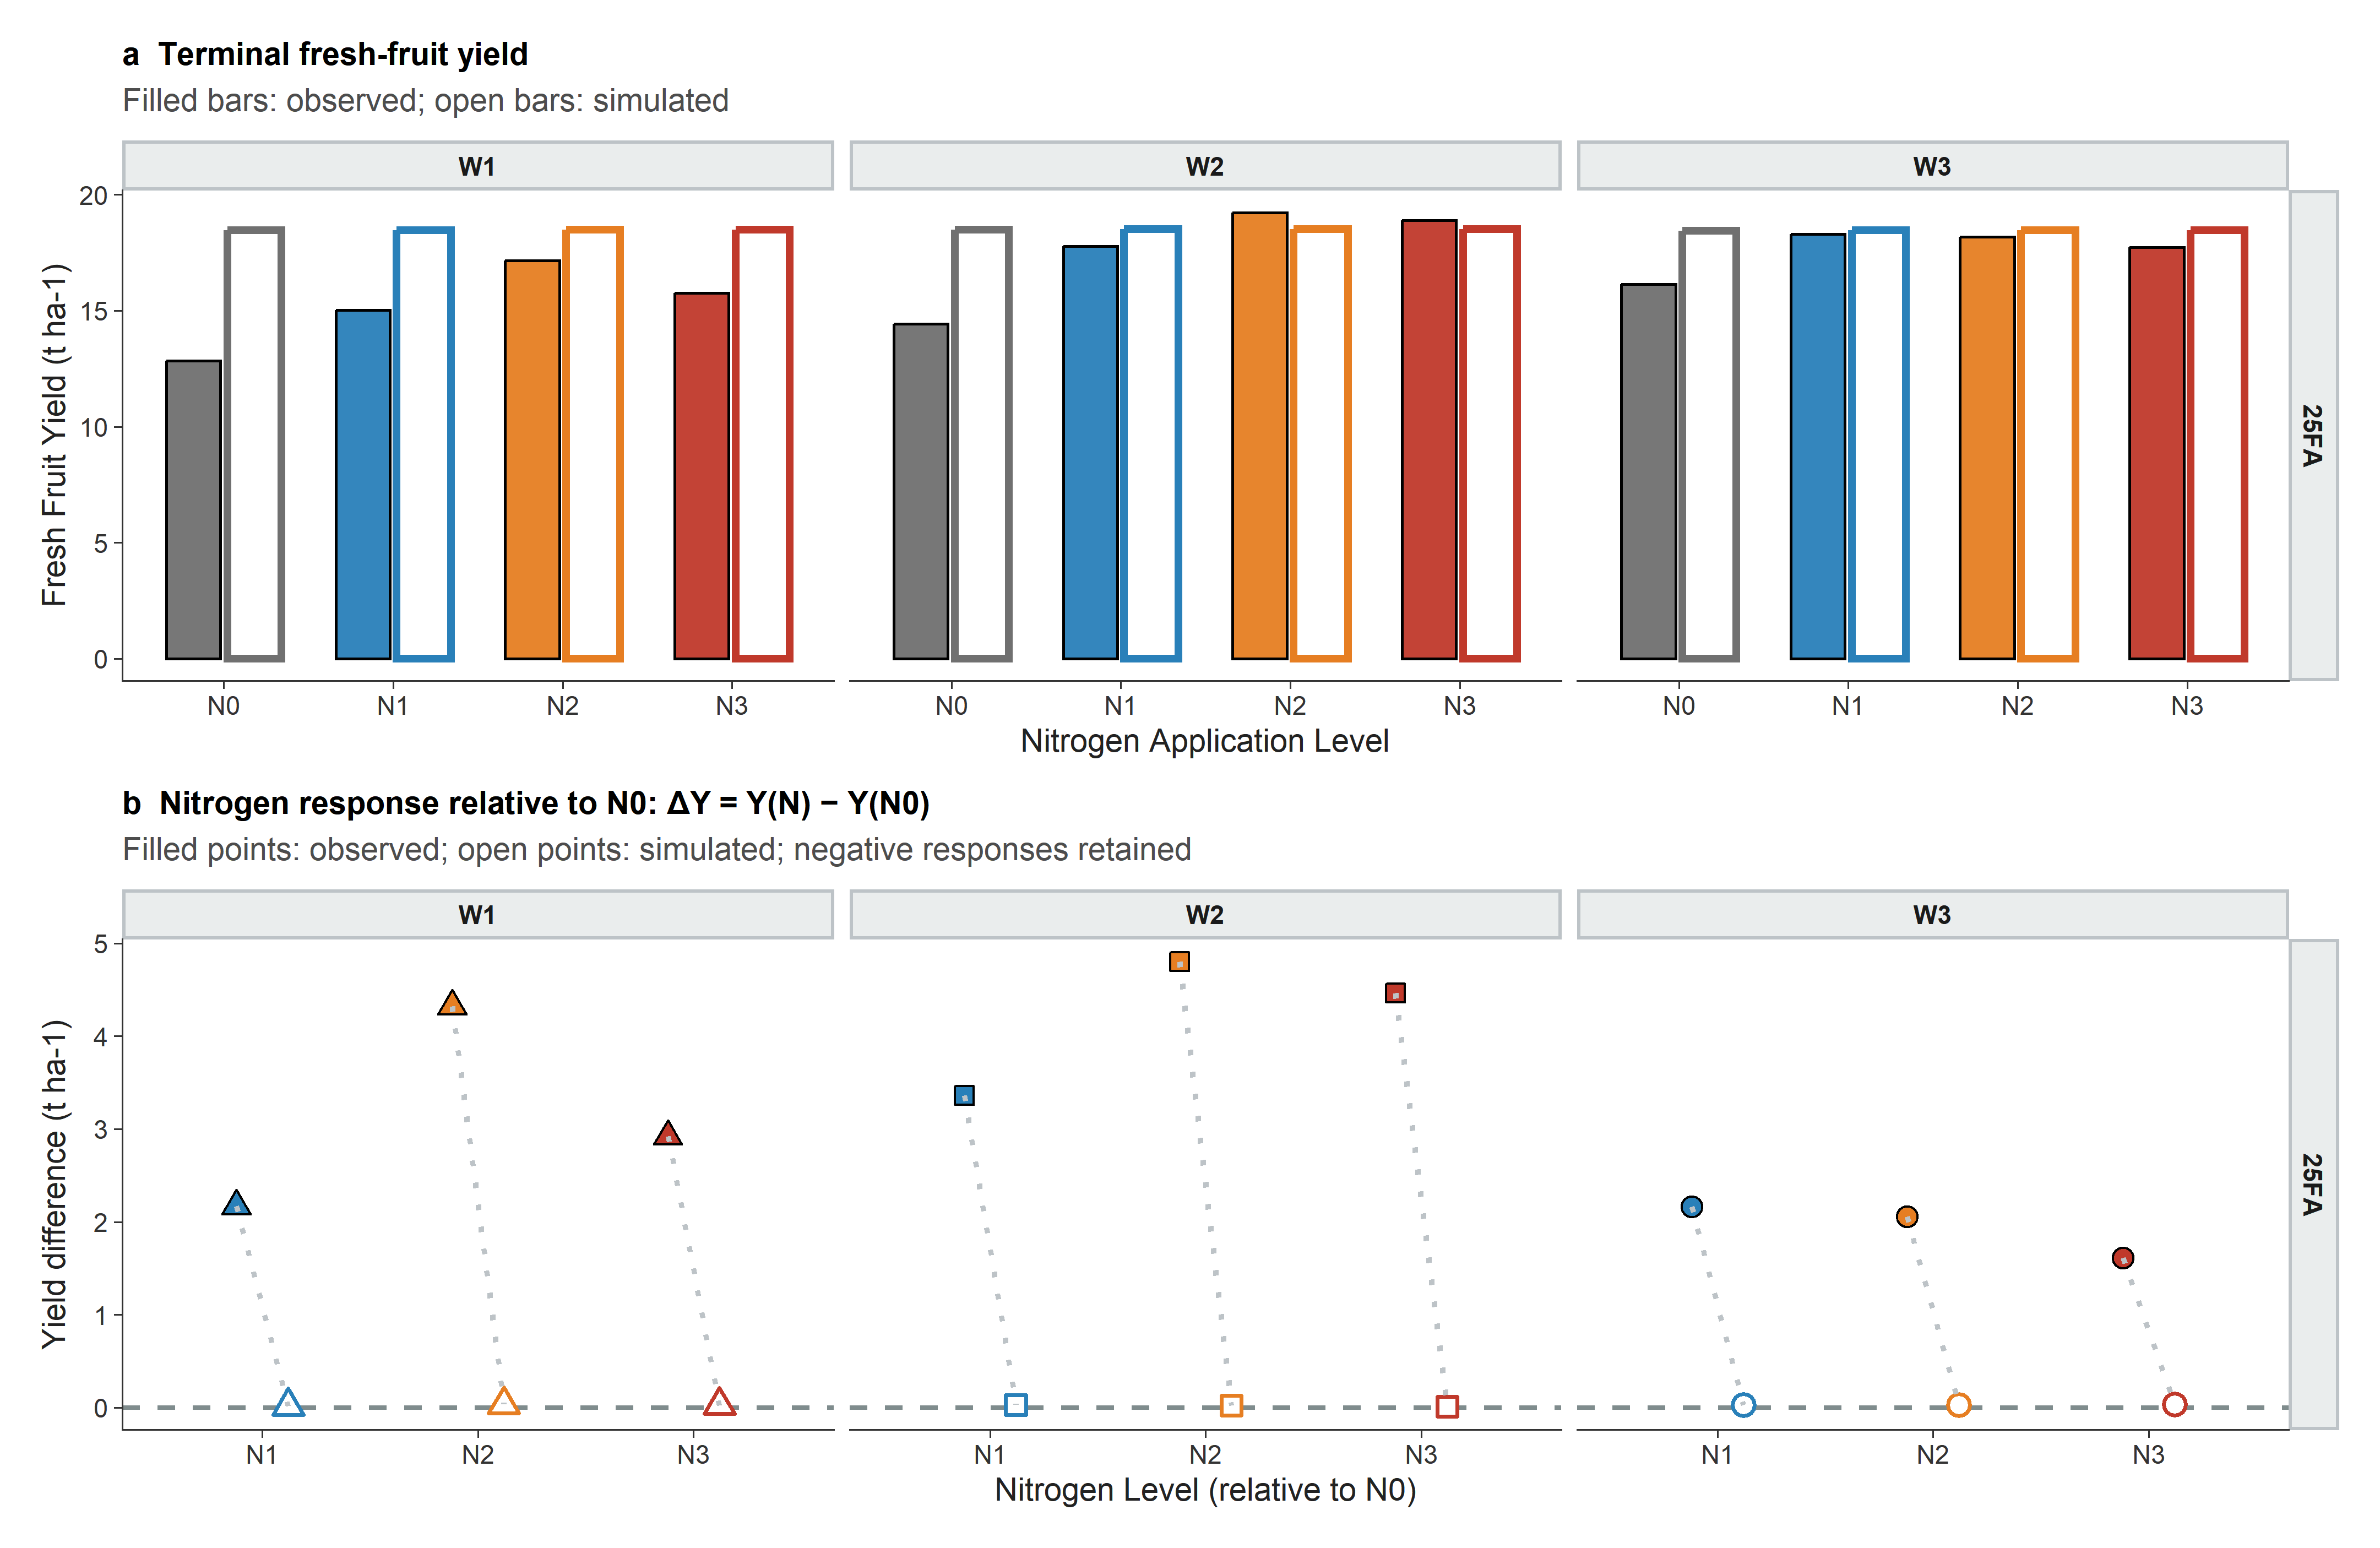 a  Terminal fresh-fruit yield
Filled bars: observed; open bars: simulated
W1
W2
W3
20
15
10
5
0
Fresh Fruit Yield (t ha-1)
25FA
N0
N1
N2
N3
N0
N1
N2
N3
N0
N1
N2
N3
Nitrogen Application Level
b  Nitrogen response relative to N0: ΔY = Y(N) − Y(N0)
Filled points: observed; open points: simulated; negative responses retained
W1
W2
W3
5
4
3
2
1
0
Yield difference (t ha-1)
25FA
N1
N2
N3
N1
N2
N3
N1
N2
N3
Nitrogen Level (relative to N0)